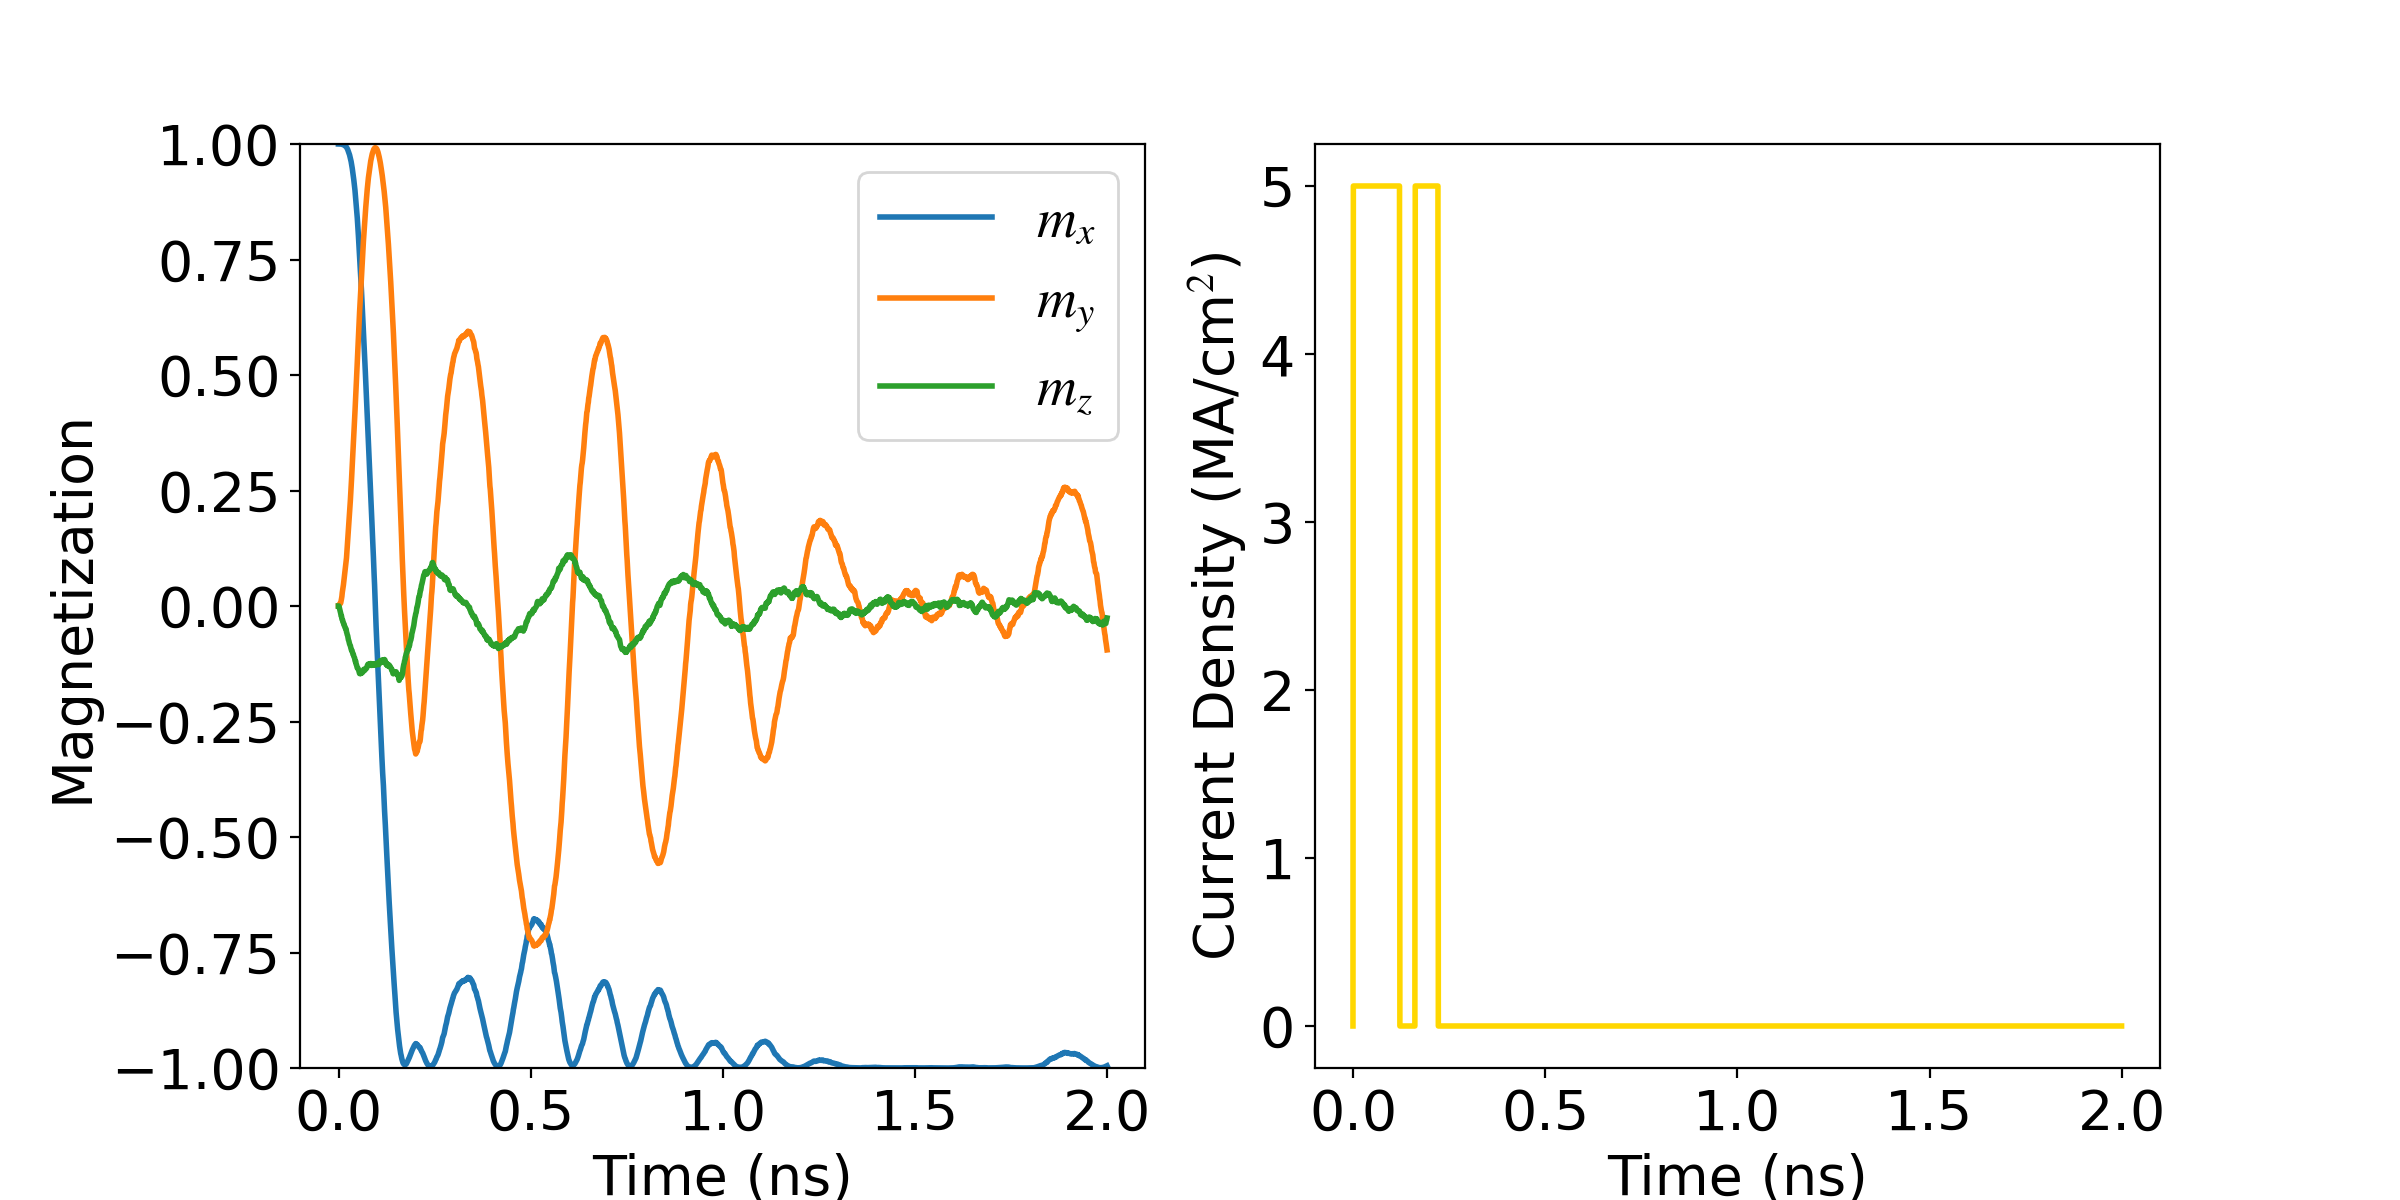 Magnetization
1.00
0.75
0.50
0.25
0.00
−0.25
−0.50
−0.75
−1.00
0.0 0.5 1.0 1.5 2.0
Time (ns)
m_x
m_y
m_z
Current Density (MA/cm²)
5
4
3
2
1
0
0.0 0.5 1.0 1.5 2.0
Time (ns)